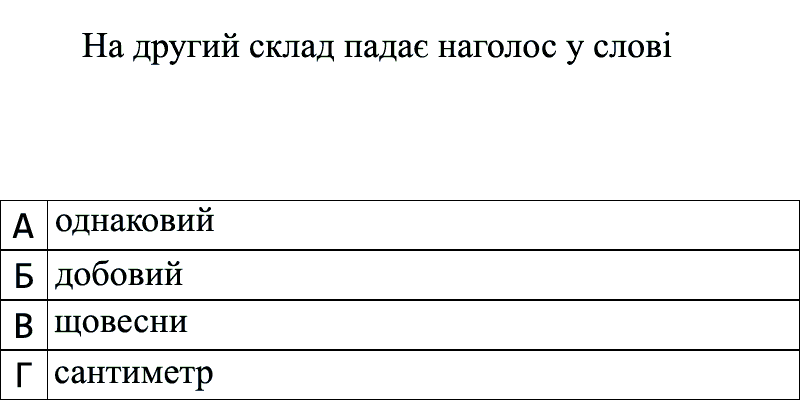 На другий склад падає наголос у слові
А однаковий
Б добовий
В щовесни
Г сантиметр